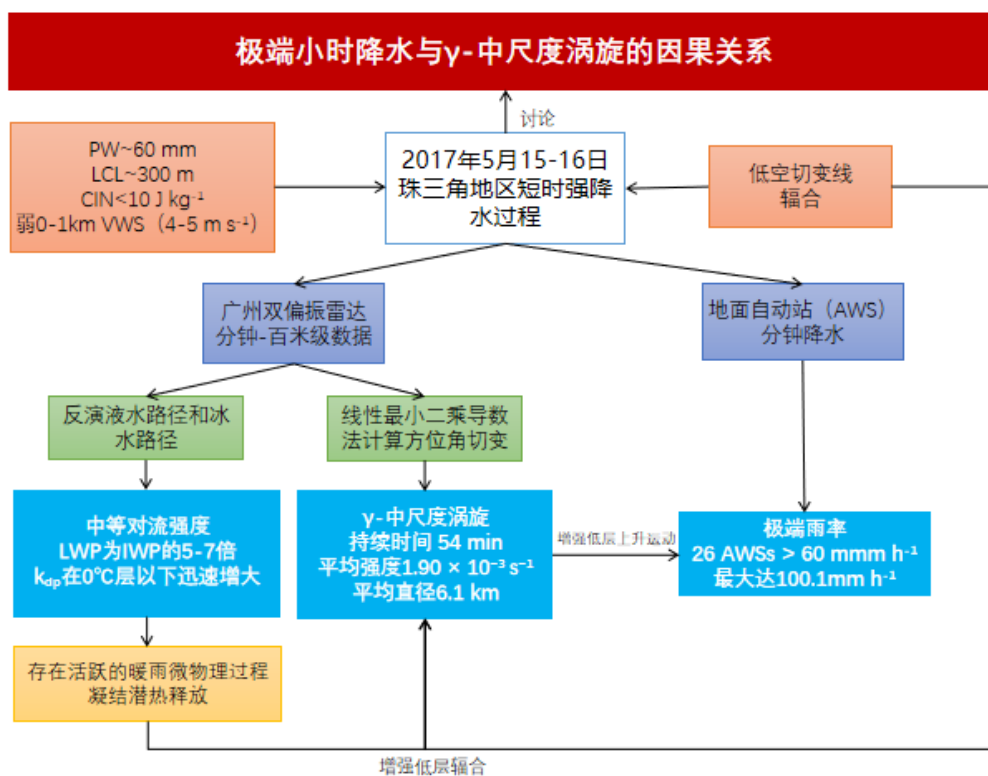 极端小时降水与γ-中尺度涡旋的因果关系
讨论
PW~60 mm
LCL~300 m
CIN<10 J kg⁻¹
弱0-1km VWS（4-5 m s⁻¹）
2017年5月15-16日
珠三角地区短时强降
水过程
低空切变线
辐合
广州双偏振雷达
分钟-百米级数据
地面自动站（AWS）
分钟降水
反演液水路径和冰
水路径
线性最小二乘导数
法计算方位角切变
中等对流强度
LWP为IWP的5-7倍
kdp在0℃层以下迅速增大
γ-中尺度涡旋
持续时间 54 min
平均强度1.90 × 10⁻³ s⁻¹
平均直径6.1 km
增强低层上升运动
极端雨率
26 AWSs > 60 mmm h⁻¹
最大达100.1mm h⁻¹
存在活跃的暖雨微物理过程
凝结潜热释放
增强低层辐合